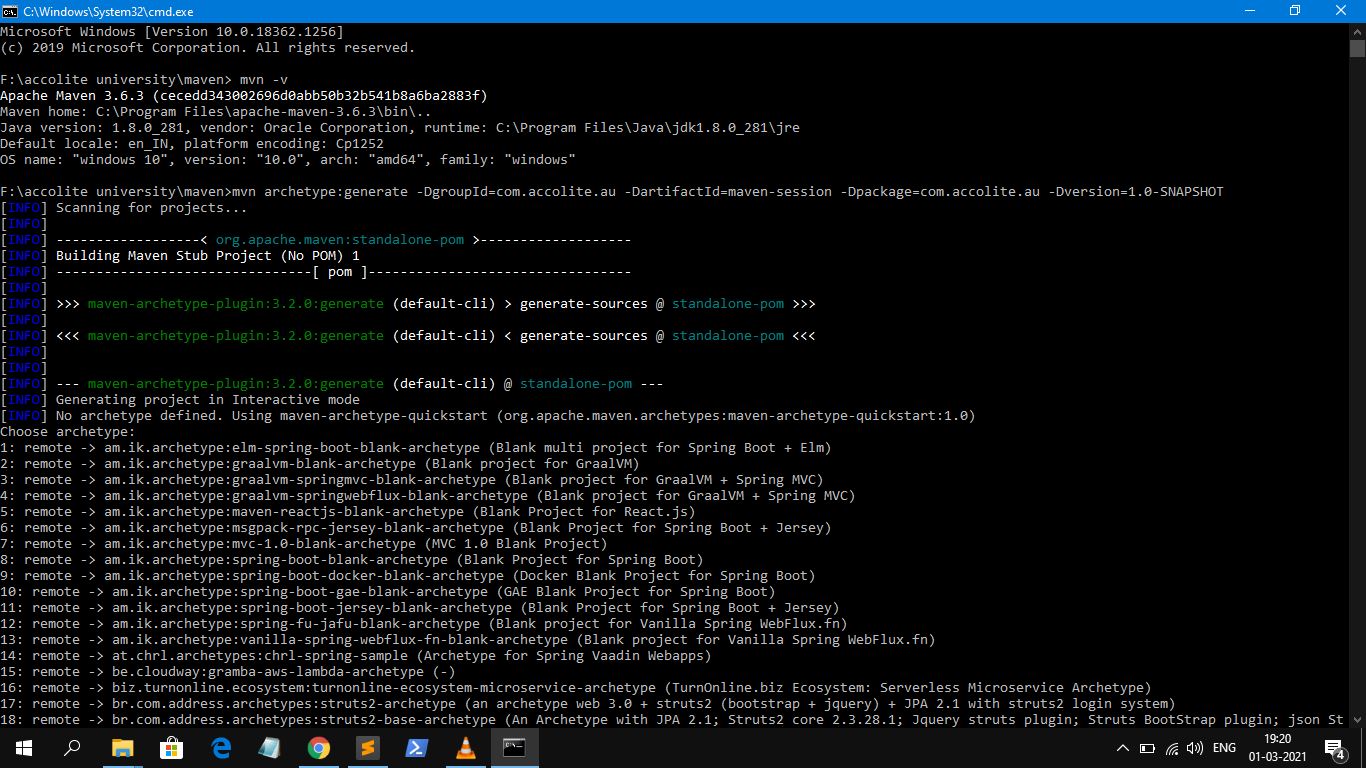 C:\Windows\System32\cmd.exe
Microsoft Windows [Version 10.0.18362.1256]
(c) 2019 Microsoft Corporation. All rights reserved.
F:\accolite university\maven> mvn -v
Apache Maven 3.6.3 (cecedd343002696d0abb50b32b541b8a6ba2883f)
Maven home: C:\Program Files\apache-maven-3.6.3\bin\..
Java version: 1.8.0_281, vendor: Oracle Corporation, runtime: C:\Program Files\Java\jdk1.8.0_281\jre
Default locale: en_IN, platform encoding: Cp1252
OS name: "windows 10", version: "10.0", arch: "amd64", family: "windows"
F:\accolite university\maven>mvn archetype:generate -DgroupId=com.accolite.au -DartifactId=maven-session -Dpackage=com.accolite.au -Dversion=1.0-SNAPSHOT
[INFO] Scanning for projects...
[INFO]
[INFO] ------------------< org.apache.maven:standalone-pom >-------------------
[INFO] Building Maven Stub Project (No POM) 1
[INFO] --------------------------------[ pom ]---------------------------------
[INFO]
[INFO] >>> maven-archetype-plugin:3.2.0:generate (default-cli) > generate-sources @ standalone-pom >>>
[INFO]
[INFO] <<< maven-archetype-plugin:3.2.0:generate (default-cli) < generate-sources @ standalone-pom <<<
[INFO]
[INFO]
[INFO] --- maven-archetype-plugin:3.2.0:generate (default-cli) @ standalone-pom ---
[INFO] Generating project in Interactive mode
[INFO] No archetype defined. Using maven-archetype-quickstart (org.apache.maven.archetypes:maven-archetype-quickstart:1.0)
Choose archetype:
1: remote -> am.ik.archetype:elm-spring-boot-blank-archetype (Blank multi project for Spring Boot + Elm)
2: remote -> am.ik.archetype:graalvm-blank-archetype (Blank project for GraalVM)
3: remote -> am.ik.archetype:graalvm-springmvc-blank-archetype (Blank project for GraalVM + Spring MVC)
4: remote -> am.ik.archetype:graalvm-springwebflux-blank-archetype (Blank project for GraalVM + Spring MVC)
5: remote -> am.ik.archetype:maven-reactjs-blank-archetype (Blank Project for React.js)
6: remote -> am.ik.archetype:msgpack-rpc-jersey-blank-archetype (Blank Project for Spring Boot + Jersey)
7: remote -> am.ik.archetype:mvc-1.0-blank-archetype (MVC 1.0 Blank Project)
8: remote -> am.ik.archetype:spring-boot-blank-archetype (Blank Project for Spring Boot)
9: remote -> am.ik.archetype:spring-boot-docker-blank-archetype (Docker Blank Project for Spring Boot)
10: remote -> am.ik.archetype:spring-boot-gae-blank-archetype (GAE Blank Project for Spring Boot)
11: remote -> am.ik.archetype:spring-boot-jersey-blank-archetype (Blank Project for Spring Boot + Jersey)
12: remote -> am.ik.archetype:spring-fu-jafu-blank-archetype (Blank project for Vanilla Spring WebFlux.fn)
13: remote -> am.ik.archetype:vanilla-spring-webflux-fn-blank-archetype (Blank project for Vanilla Spring WebFlux.fn)
14: remote -> at.chrl.archetypes:chrl-spring-sample (Archetype for Spring Vaadin Webapps)
15: remote -> be.cloudway:gramba-aws-lambda-archetype (-)
16: remote -> biz.turnonline.ecosystem:turnonline-ecosystem-microservice-archetype (TurnOnline.biz Ecosystem: Serverless Microservice Archetype)
17: remote -> br.com.address.archetypes:struts2-archetype (an archetype web 3.0 + struts2 (bootstrap + jquery) + JPA 2.1 with struts2 login system)
18: remote -> br.com.address.archetypes:struts2-base-archetype (An Archetype with JPA 2.1; Struts2 core 2.3.28.1; Jquery struts plugin; Struts BootStrap plugin; json St
ENG
19:20
01-03-2021
4